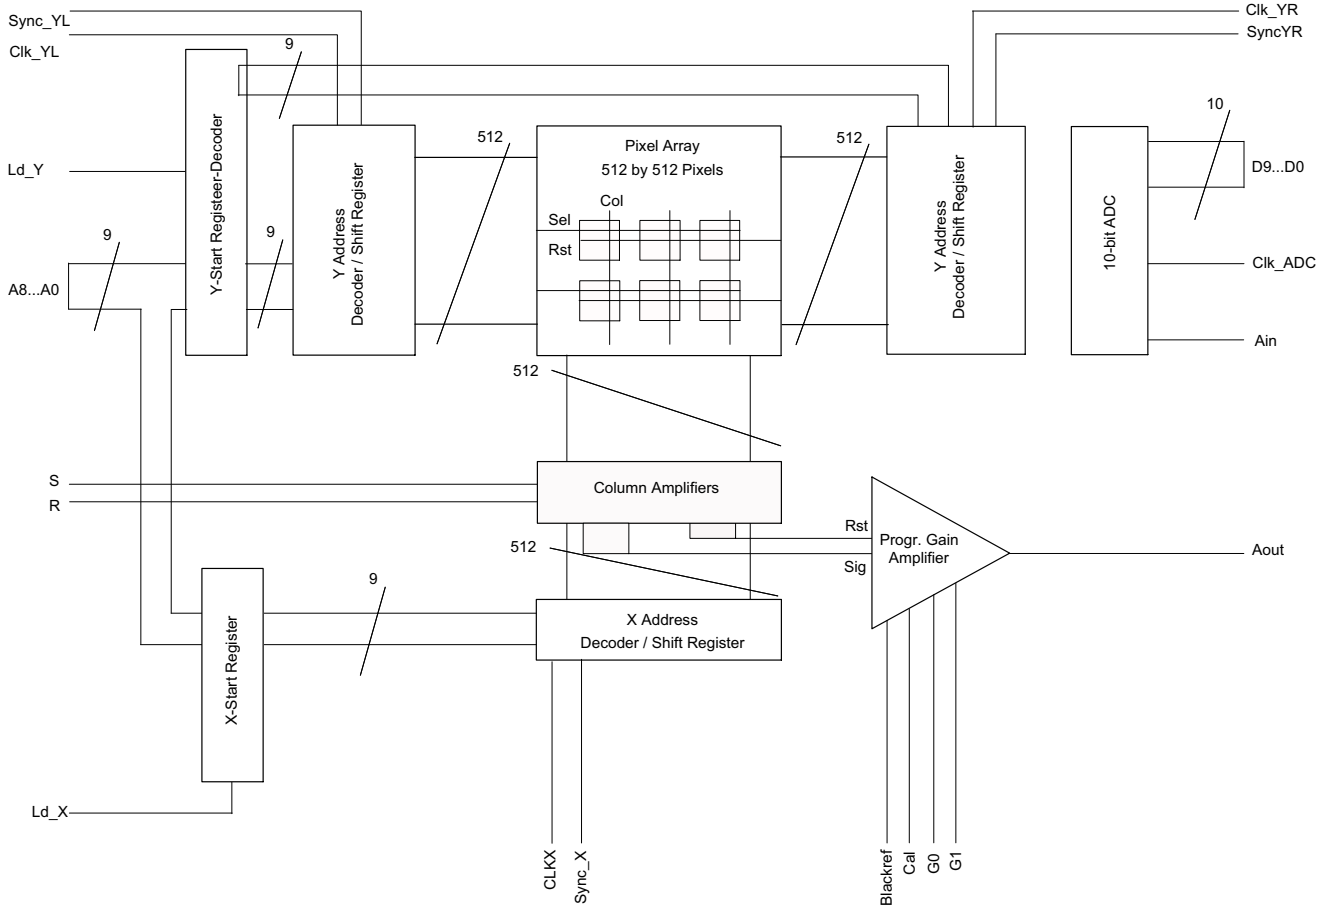 Sync_YL
Clk_YL
Clk_YR
SyncYR
9
Ld_Y
A8...A0
9
Y-Start Registeer-Decoder
9
Y Address
Decoder / Shift Register
512
Pixel Array
512 by 512 Pixels
Col
Sel
Rst
512
Y Address
Decoder / Shift Register
10-bit ADC
10
D9...D0
Clk_ADC
Ain
512
S
R
Column Amplifiers
512
Rst
Sig
Progr. Gain
Amplifier
Aout
X-Start Register
9
X Address
Decoder / Shift Register
Ld_X
CLKX
Sync_X
Blackref
Cal
G0
G1